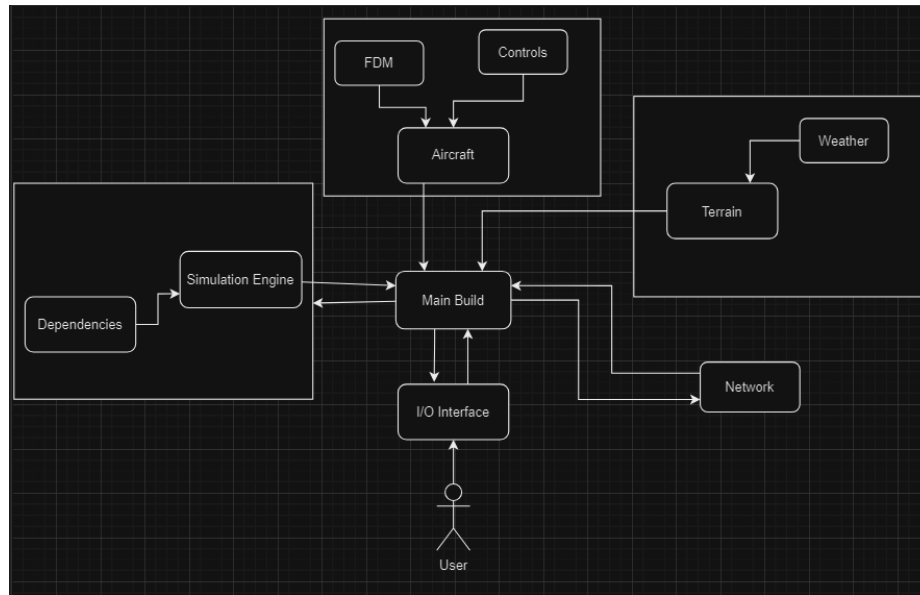 FDM
Controls
Aircraft
Weather
Terrain
Simulation Engine
Main Build
Dependencies
Network
I/O Interface
User